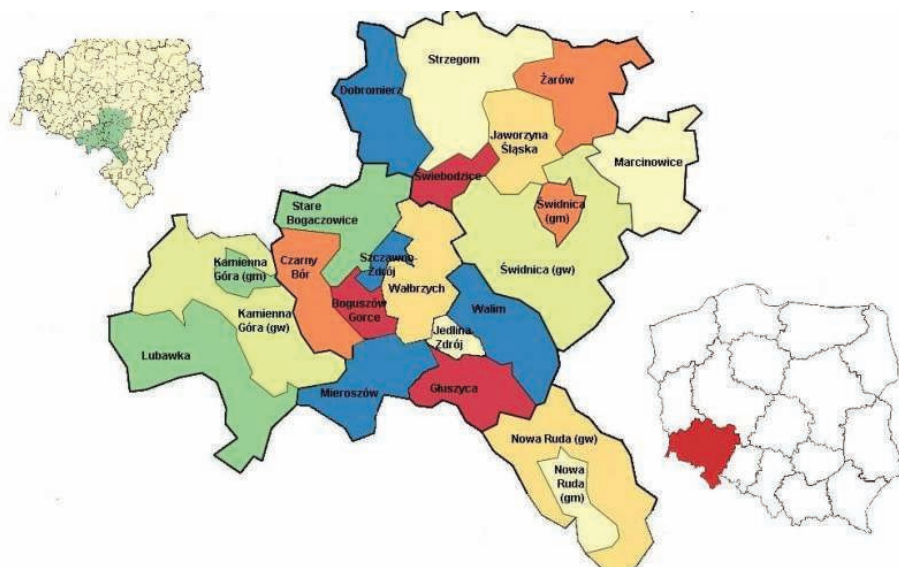 Strzegom
Żarów
Dobromierz
Jaworzyna
Śląska
Marcinowice
Świebodzice
Stare
Bogaczowice
Świdnica
(gm)
Kamienna
Góra (gm)
Czarny
Bór
Szczawno-
Zdrój
Świdnica (gw)
Wałbrzych
Boguszów
Gorce
Walim
Kamienna
Góra (gw)
Jedlina
Zdrój
Lubawka
Mieroszów
Głuszyca
Nowa Ruda (gw)
Nowa
Ruda
(gm)